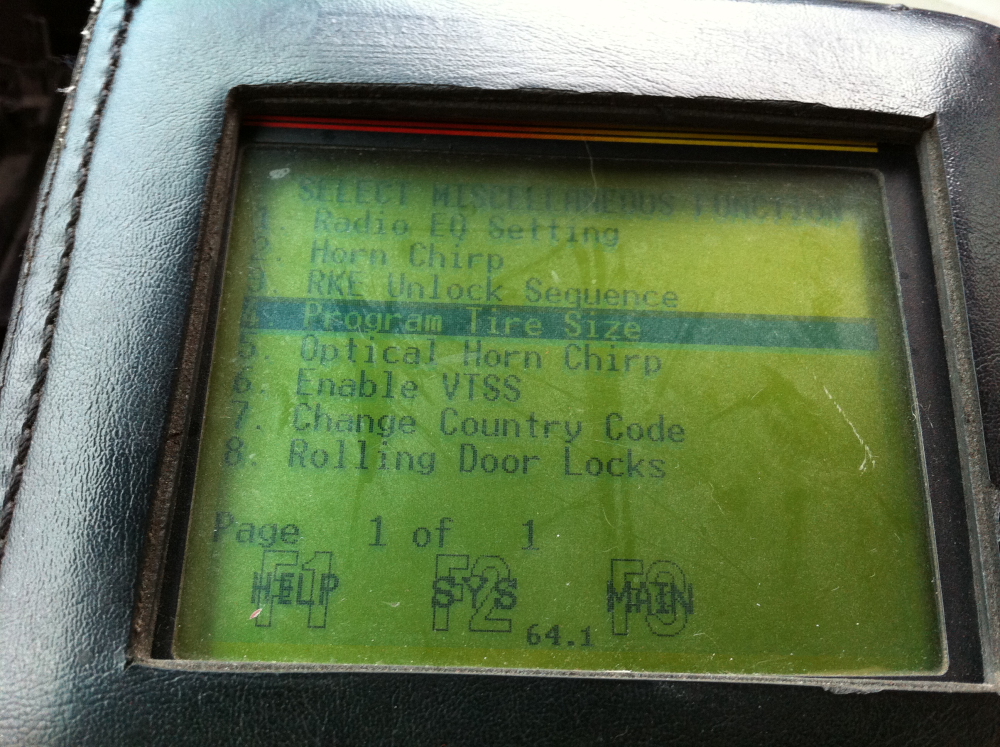 SELECT MISCELLANEOUS FUNCTION
1. Radio EQ Setting
2. Horn Chirp
3. RKE Unlock Sequence
4. Program Tire Size
5. Optical Horn Chirp
6. Enable VTSS
7. Change Country Code
8. Rolling Door Locks
Page 1 of 1
F1 F2 F3
HELP SYS MAIN
64.1